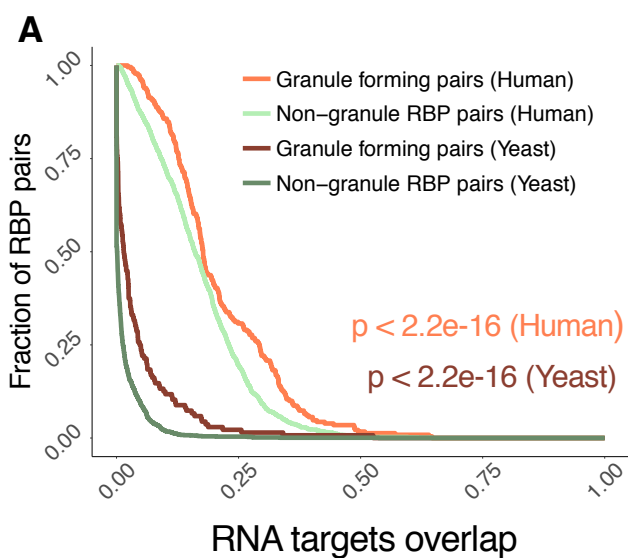 A
Fraction of RBP pairs
1.00
0.75
0.50
0.25
0.00
Granule forming pairs (Human)
Non-granule RBP pairs (Human)
Granule forming pairs (Yeast)
Non-granule RBP pairs (Yeast)
p < 2.2e-16 (Human)
p < 2.2e-16 (Yeast)
0.00
0.25
0.50
0.75
1.00
RNA targets overlap